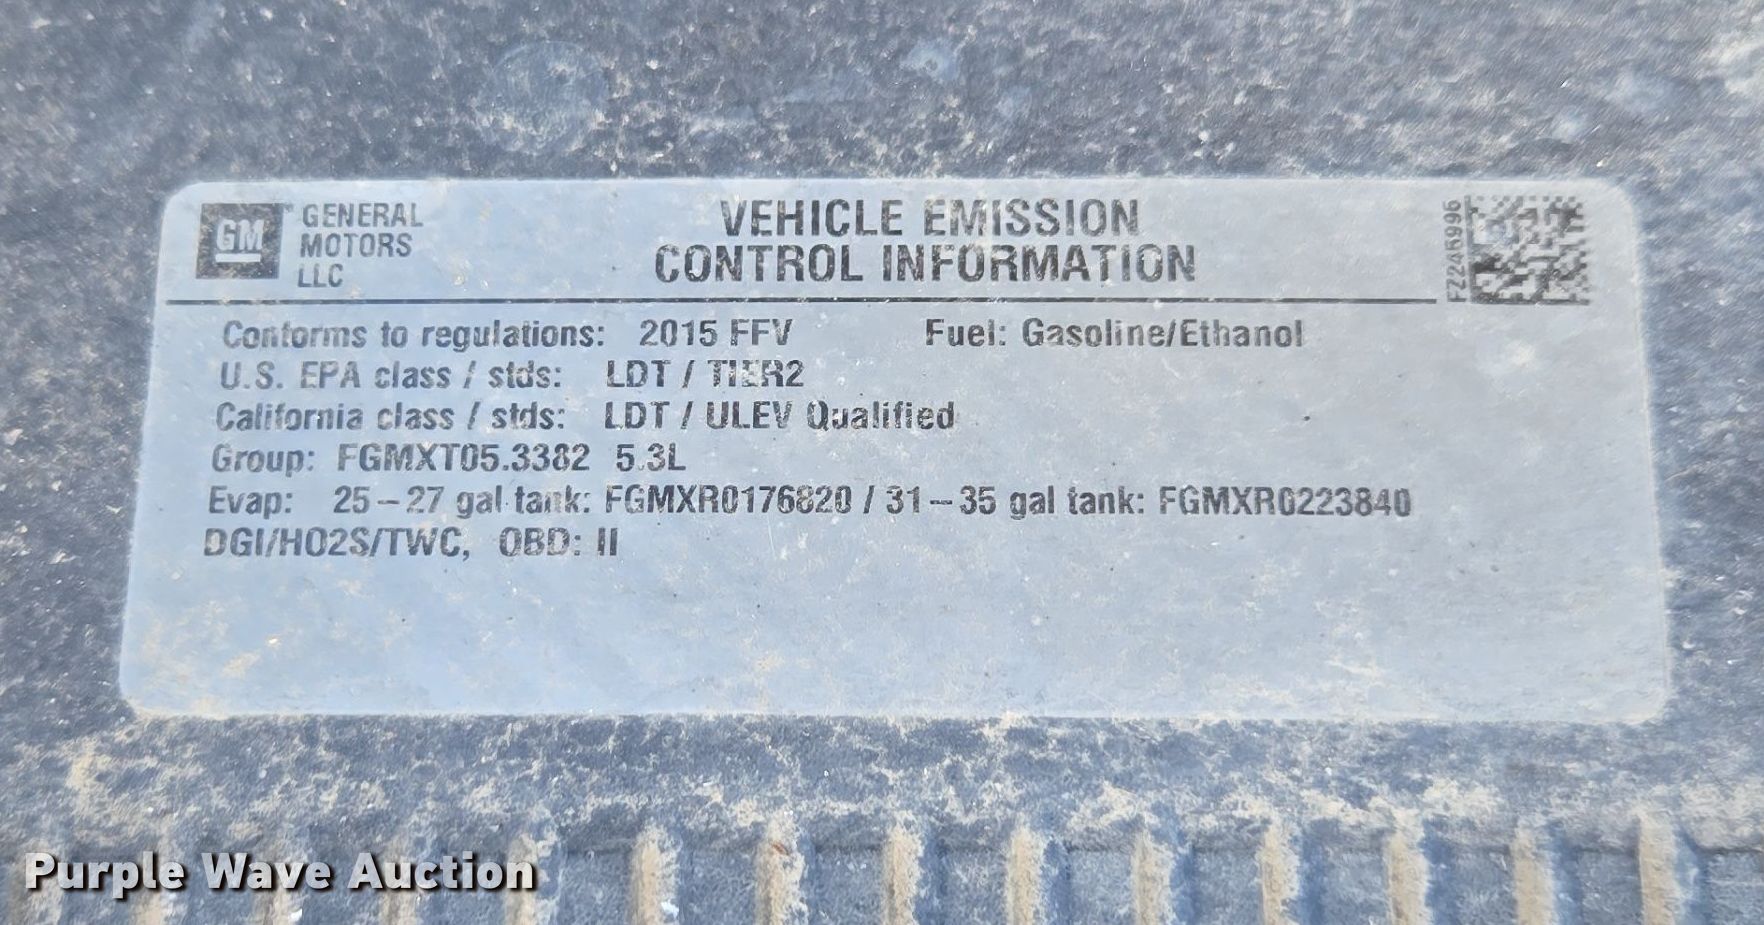 GM GENERAL MOTORS LLC
VEHICLE EMISSION
CONTROL INFORMATION
FZ246996
Conforms to regulations: 2015 FFV Fuel: Gasoline/Ethanol
U.S. EPA class / stds: LDT / TIER2
California class / stds: LDT / ULEV Qualified
Group: FGMXT05.3382 5.3L
Evap: 25-27 gal tank: FGMXR0176820 / 31-35 gal tank: FGMXR0223840
DGI/HO2S/TWC, OBD: II
Purple Wave Auction